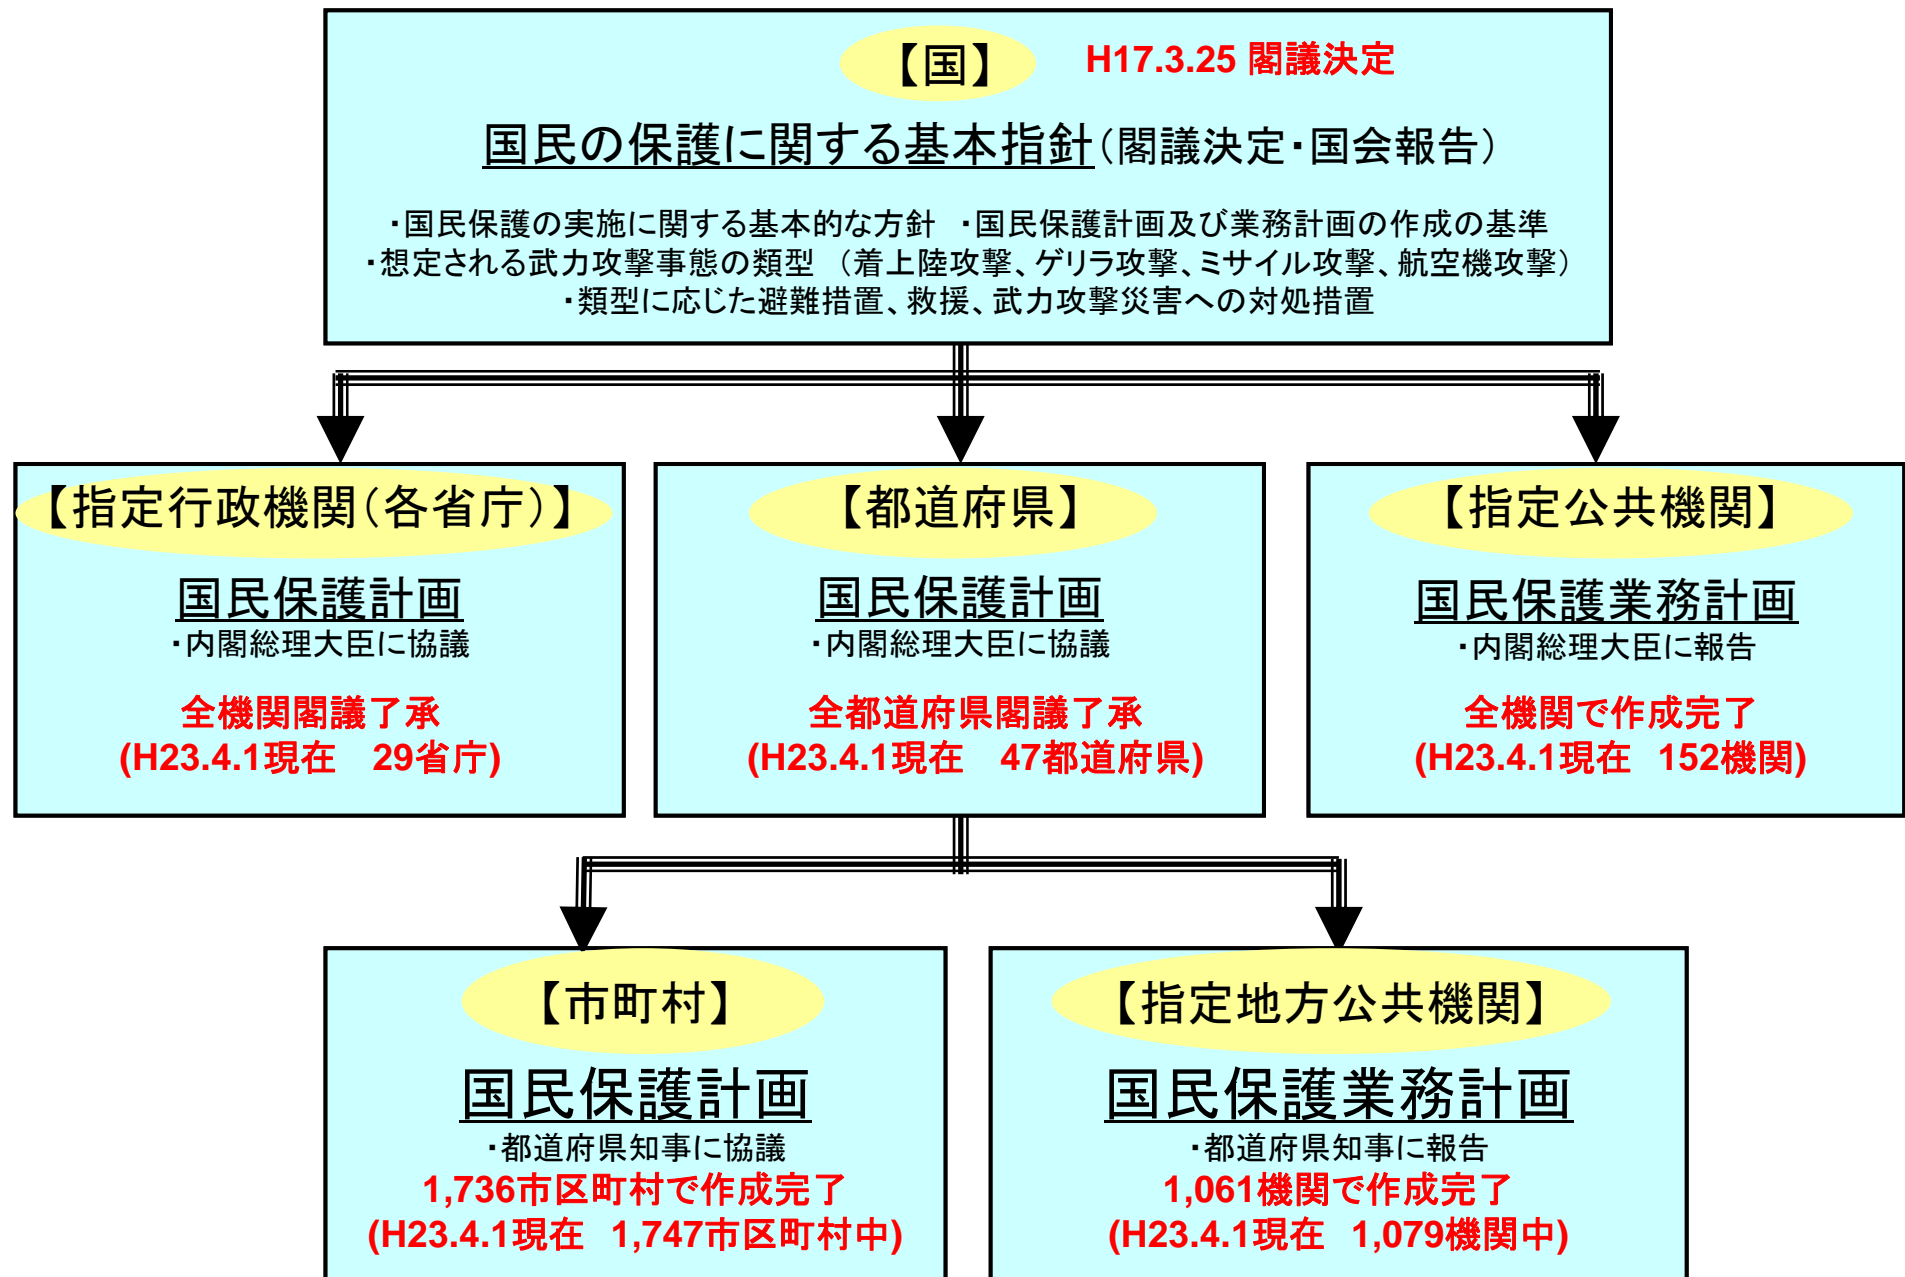 【国】 H17.3.25 閣議決定
国民の保護に関する基本指針（閣議決定・国会報告）
・国民保護の実施に関する基本的な方針 ・国民保護計画及び業務計画の作成の基準
・想定される武力攻撃事態の類型 （着上陸攻撃、ゲリラ攻撃、ミサイル攻撃、航空機攻撃）
・類型に応じた避難措置、救援、武力攻撃災害への対処措置
【指定行政機関（各省庁）】
国民保護計画
・内閣総理大臣に協議
全機関閣議了承
(H23.4.1現在 29省庁)
【都道府県】
国民保護計画
・内閣総理大臣に協議
全都道府県閣議了承
(H23.4.1現在 47都道府県)
【指定公共機関】
国民保護業務計画
・内閣総理大臣に報告
全機関で作成完了
(H23.4.1現在 152機関)
【市町村】
国民保護計画
・都道府県知事に協議
1,736市区町村で作成完了
(H23.4.1現在 1,747市区町村中)
【指定地方公共機関】
国民保護業務計画
・都道府県知事に報告
1,061機関で作成完了
(H23.4.1現在 1,079機関中)